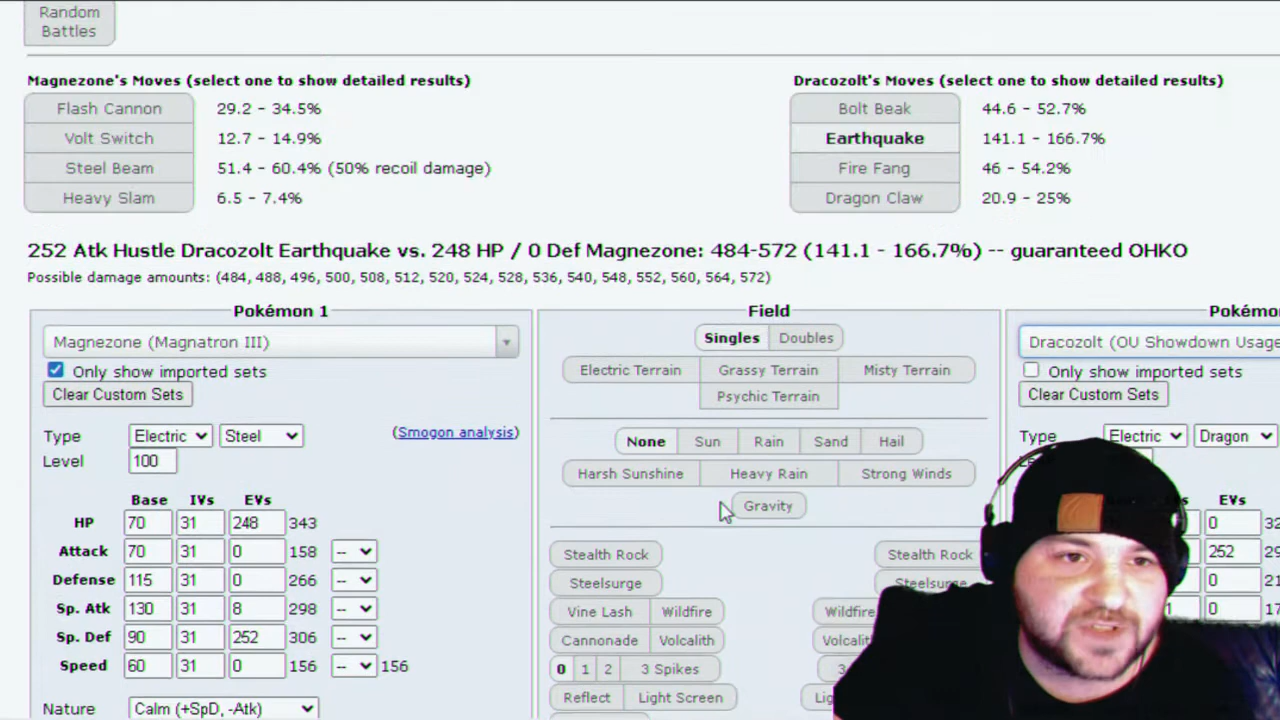 Random
Battles
Magnezone's Moves (select one to show detailed results)
Flash Cannon 29.2 - 34.5%
Volt Switch 12.7 - 14.9%
Steel Beam 51.4 - 60.4% (50% recoil damage)
Heavy Slam 6.5 - 7.4%
Dracozolt's Moves (select one to show detailed results)
Bolt Beak 44.6 - 52.7%
Earthquake 141.1 - 166.7%
Fire Fang 46 - 54.2%
Dragon Claw 20.9 - 25%
252 Atk Hustle Dracozolt Earthquake vs. 248 HP / 0 Def Magnezone: 484-572 (141.1 - 166.7%) -- guaranteed OHKO
Possible damage amounts: (484, 488, 496, 500, 508, 512, 520, 524, 528, 536, 540, 548, 552, 560, 564, 572)
Pokémon 1
Magnezone (Magnatron III)
Only show imported sets
Clear Custom Sets
Type Electric Steel (Smogon analysis)
Level 100
Base IVs EVs
HP 70 31 248 343
Attack 70 31 0 158 --
Defense 115 31 0 266 --
Sp. Atk 130 31 8 298 --
Sp. Def 90 31 252 306 --
Speed 60 31 0 156 -- 156
Nature Calm (+SpD, -Atk)
Field
Singles Doubles
Electric Terrain Grassy Terrain Misty Terrain
Psychic Terrain
None Sun Rain Sand Hail
Harsh Sunshine Heavy Rain Strong Winds
Gravity
Stealth Rock Stealth Rock
Steelsurge Steelsurge
Vine Lash Wildfire Wildfire
Cannonade Volcalith
0 1 2 3 Spikes
Reflect Light Screen
Dracozolt (OU Showdown Usage
Only show imported sets
Clear Custom Sets
Type Electric Dragon
EVs
0
252
0
0
0